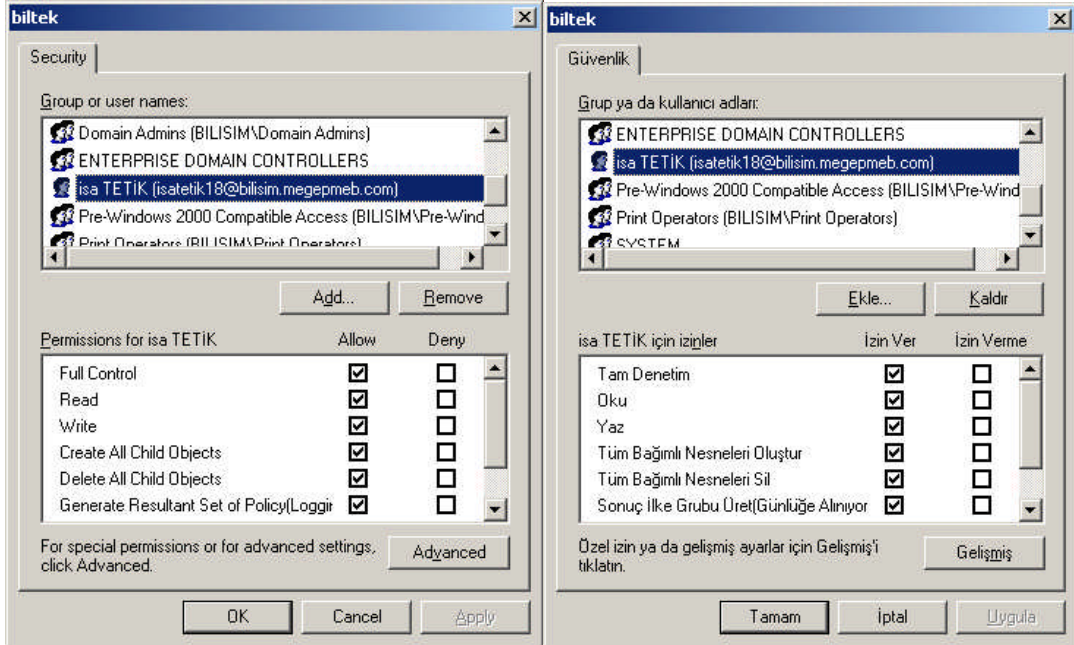 biltek
Security
Group or user names:
Domain Admins (BILISIM\Domain Admins)
ENTERPRISE DOMAIN CONTROLLERS
isa TETİK (isatetik18@bilisim.megepmeb.com)
Pre-Windows 2000 Compatible Access (BILISIM\Pre-Wind
Print Operators (BILISIM\Print Operators)
Add...
Remove
Permissions for isa TETİK
Allow
Deny
Full Control
Read
Write
Create All Child Objects
Delete All Child Objects
Generate Resultant Set of Policy(Loggir
For special permissions or for advanced settings,
click Advanced.
Advanced
OK
Cancel
Apply
biltek
Güvenlik
Grup ya da kullanıcı adları:
ENTERPRISE DOMAIN CONTROLLERS
isa TETİK (isatetik18@bilisim.megepmeb.com)
Pre-Windows 2000 Compatible Access (BILISIM\Pre-Wind
Print Operators (BILISIM\Print Operators)
SYSTEM
Ekle...
Kaldır
isa TETİK için izinler
İzin Ver
İzin Verme
Tam Denetim
Oku
Yaz
Tüm Bağımlı Nesneleri Oluştur
Tüm Bağımlı Nesneleri Sil
Sonuç İlke Grubu Üret(Günlüğe Alınıyor
Özel izin ya da gelişmiş ayarlar için Gelişmiş'i
tıklatın.
Gelişmiş
Tamam
İptal
Uygula